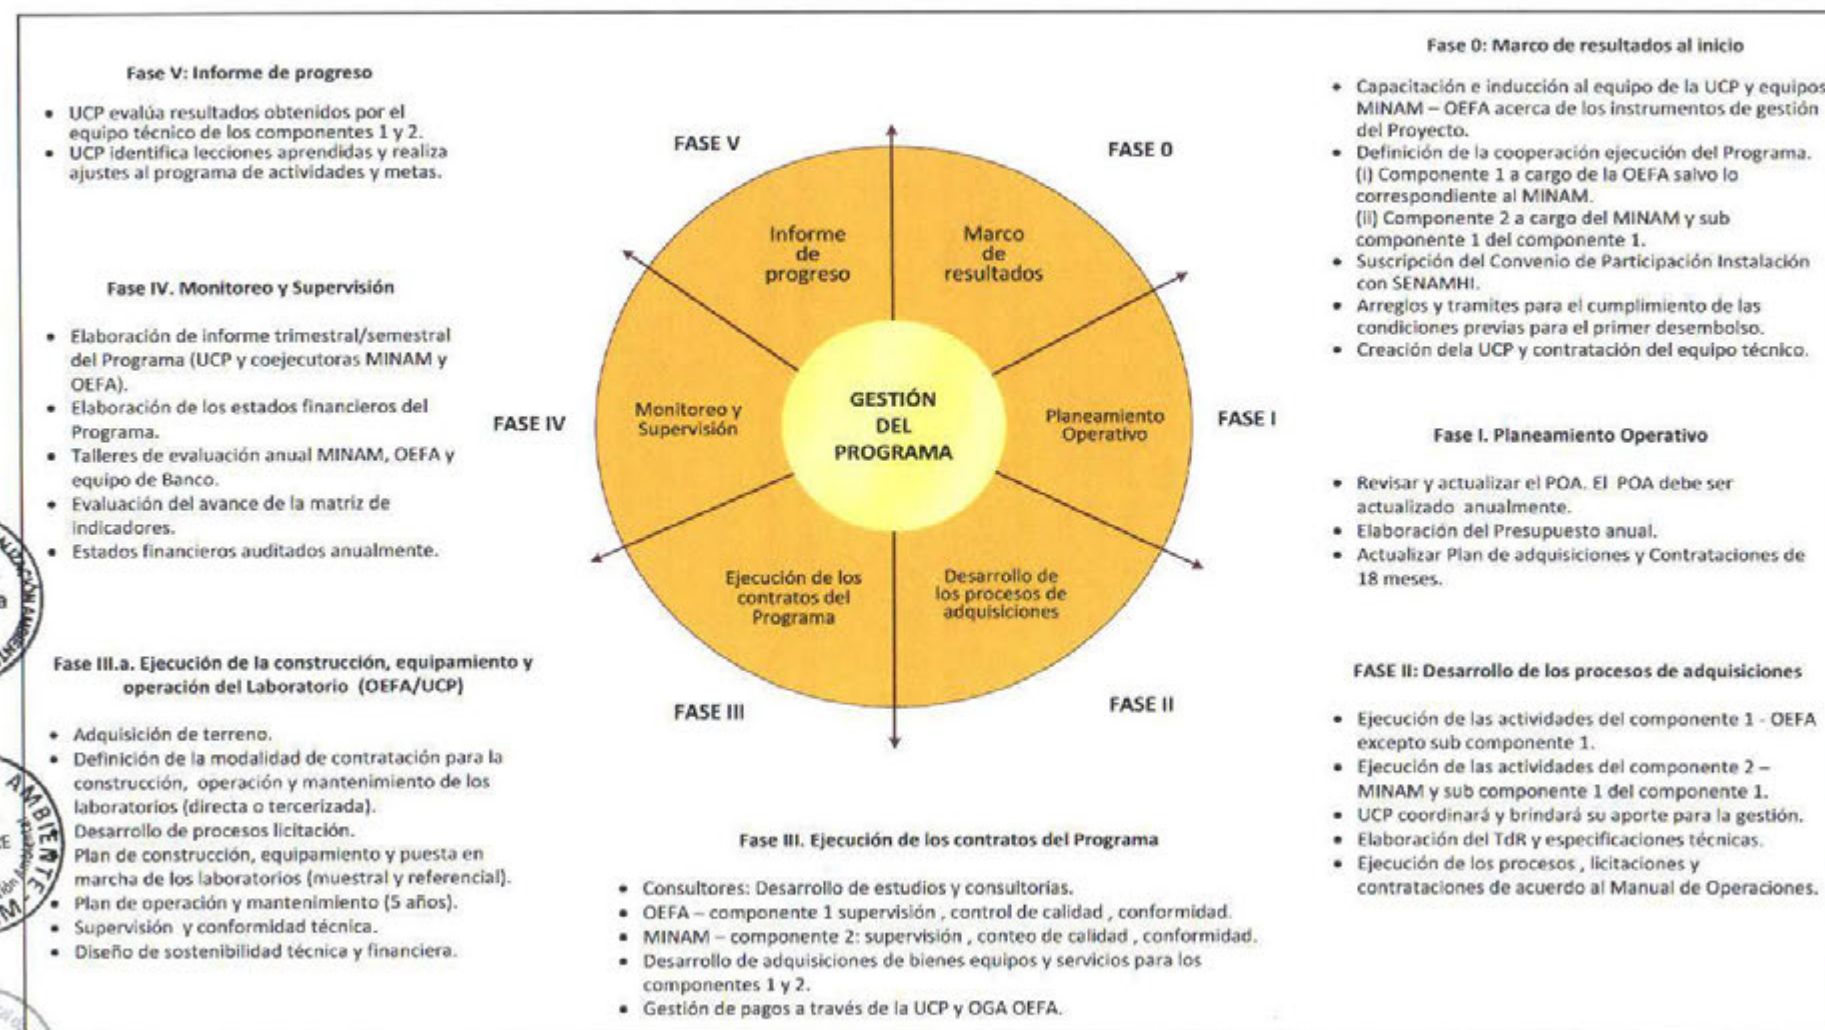 Fase V: Informe de progreso
• UCP evalúa resultados obtenidos por el
equipo técnico de los componentes 1 y 2.
• UCP identifica lecciones aprendidas y realiza
ajustes al programa de actividades y metas.
Fase IV. Monitoreo y Supervisión
• Elaboración de informe trimestral/semestral
del Programa (UCP y coejecutoras MINAM y
OEFA).
• Elaboración de los estados financieros del
Programa.
• Talleres de evaluación anual MINAM, OEFA y
equipo de Banco.
• Evaluación del avance de la matriz de
indicadores.
• Estados financieros auditados anualmente.
Fase III.a. Ejecución de la construcción, equipamiento y
operación del Laboratorio (OEFA/UCP)
• Adquisición de terreno.
• Definición de la modalidad de contratación para la
construcción, operación y mantenimiento de los
laboratorios (directa o tercerizada).
• Desarrollo de procesos licitación.
• Plan de construcción, equipamiento y puesta en
marcha de los laboratorios (muestral y referencial).
• Plan de operación y mantenimiento (5 años).
• Supervisión y conformidad técnica.
• Diseño de sostenibilidad técnica y financiera.
FASE V
FASE 0
FASE IV
FASE I
FASE III
FASE II
Informe
de
progreso
Marco
de
resultados
Monitoreo y
Supervisión
GESTIÓN
DEL
PROGRAMA
Planeamiento
Operativo
Ejecución de los
contratos del
Programa
Desarrollo de
los procesos de
adquisiciones
Fase III. Ejecución de los contratos del Programa
• Consultores: Desarrollo de estudios y consultorías.
• OEFA – componente 1 supervisión , control de calidad , conformidad.
• MINAM – componente 2: supervisión , conteo de calidad , conformidad.
• Desarrollo de adquisiciones de bienes equipos y servicios para los
componentes 1 y 2.
• Gestión de pagos a través de la UCP y OGA OEFA.
Fase 0: Marco de resultados al inicio
• Capacitación e inducción al equipo de la UCP y equipos
MINAM – OEFA acerca de los instrumentos de gestión
del Proyecto.
• Definición de la cooperación ejecución del Programa.
(i) Componente 1 a cargo de la OEFA salvo lo
correspondiente al MINAM.
(ii) Componente 2 a cargo del MINAM y sub
componente 1 del componente 1.
• Suscripción del Convenio de Participación Instalación
con SENAMHI.
• Arreglos y tramites para el cumplimiento de las
condiciones previas para el primer desembolso.
• Creación dela UCP y contratación del equipo técnico.
Fase I. Planeamiento Operativo
• Revisar y actualizar el POA. El POA debe ser
actualizado anualmente.
• Elaboración del Presupuesto anual.
• Actualizar Plan de adquisiciones y Contrataciones de
18 meses.
FASE II: Desarrollo de los procesos de adquisiciones
• Ejecución de las actividades del componente 1 - OEFA
excepto sub componente 1.
• Ejecución de las actividades del componente 2 –
MINAM y sub componente 1 del componente 1.
• UCP coordinará y brindará su aporte para la gestión.
• Elaboración del TdR y especificaciones técnicas.
• Ejecución de los procesos , licitaciones y
contrataciones de acuerdo al Manual de Operaciones.
AMBIENTE